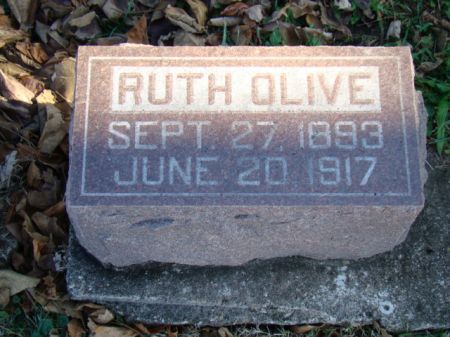 RUTH OLIVE
SEPT. 27, 1893
JUNE 20, 1917